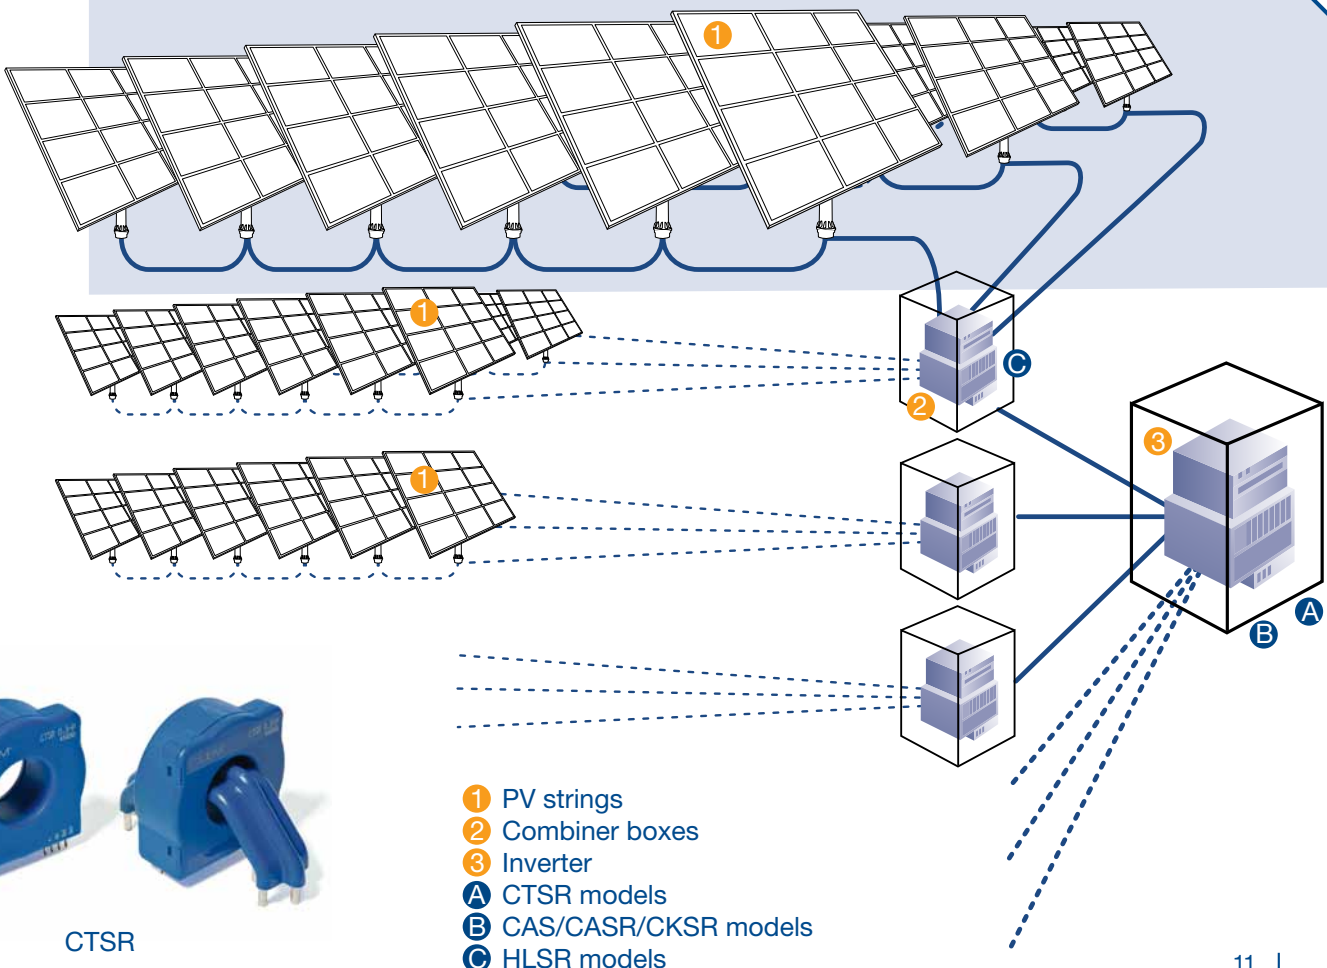 1
1
C
2
3
1
A
B
1 PV strings
2 Combiner boxes
3 Inverter
A CTSR models
B CAS/CASR/CKSR models
C HLSR models
CTSR
11